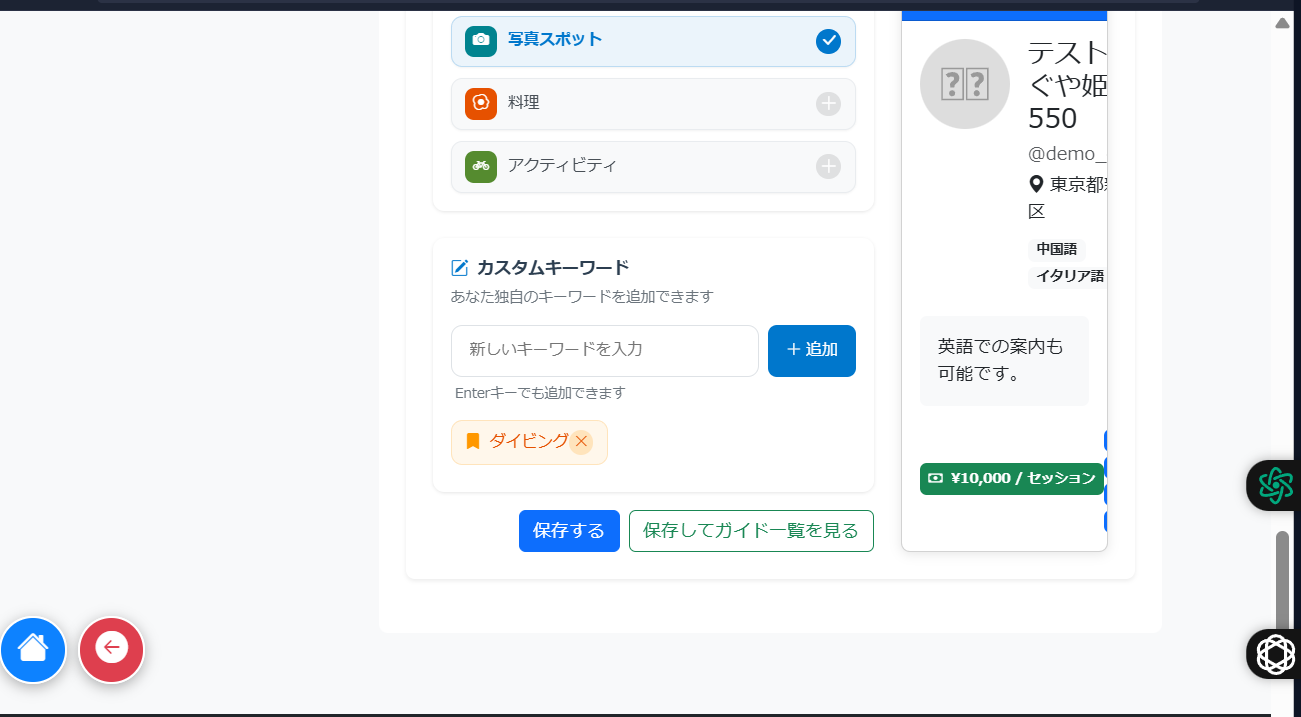 写真スポット
料理
アクティビティ
カスタムキーワード
あなた独自のキーワードを追加できます
新しいキーワードを入力
+ 追加
Enterキーでも追加できます
ダイビング
保存する
保存してガイド一覧を見る
テスト
ぐや姫
550
@demo_
東京都
区
中国語
イタリア語
英語での案内も
可能です。
¥10,000 / セッション